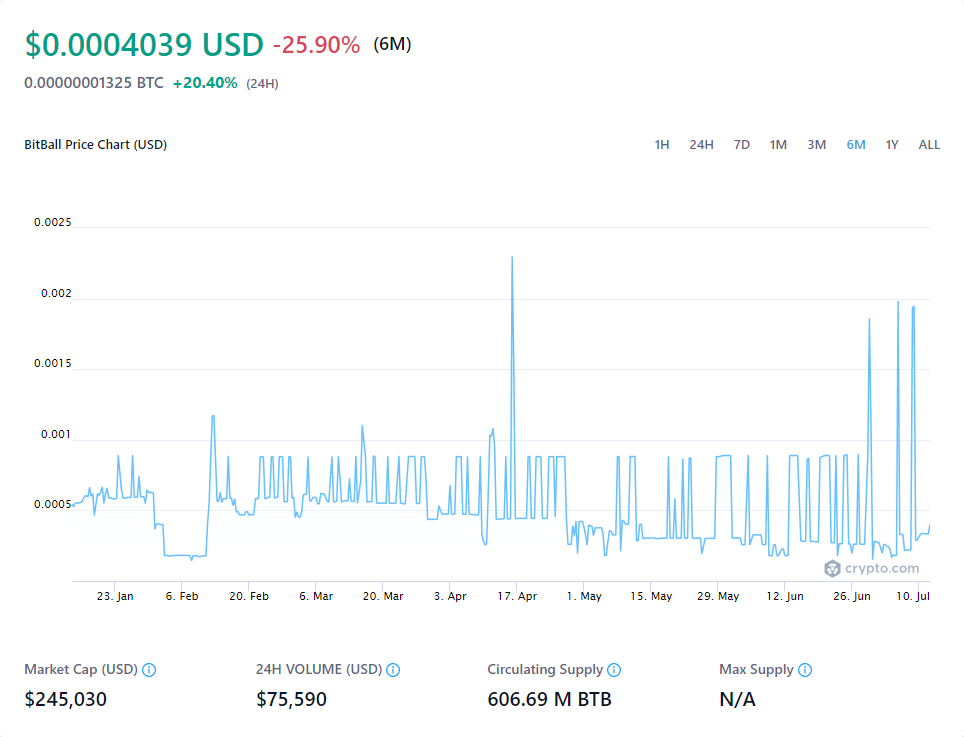 $0.0004039 USD -25.90% (6M)
0.00000001325 BTC +20.40% (24H)
BitBall Price Chart (USD) 1H 24H 7D 1M 3M 6M 1Y ALL
0.0025
0.002
0.0015
0.001
0.0005
crypto.com
23. Jan 6. Feb 20. Feb 6. Mar 20. Mar 3. Apr 17. Apr 1. May 15. May 29. May 12. Jun 26. Jun 10. Jul
Market Cap (USD) 24H VOLUME (USD) Circulating Supply Max Supply
$245,030 $75,590 606.69 M BTB N/A